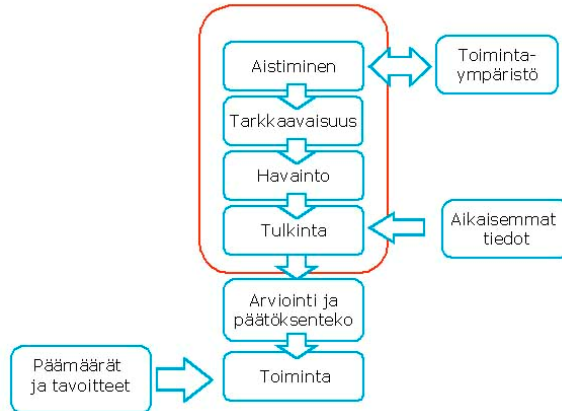 Aistiminen
Toiminta-
ympäristö
Tarkkaavaisuus
Havainto
Tulkinta
Aikaisemmat
tiedot
Arviointi ja
päätöksenteko
Päämäärät
ja tavoitteet
Toiminta